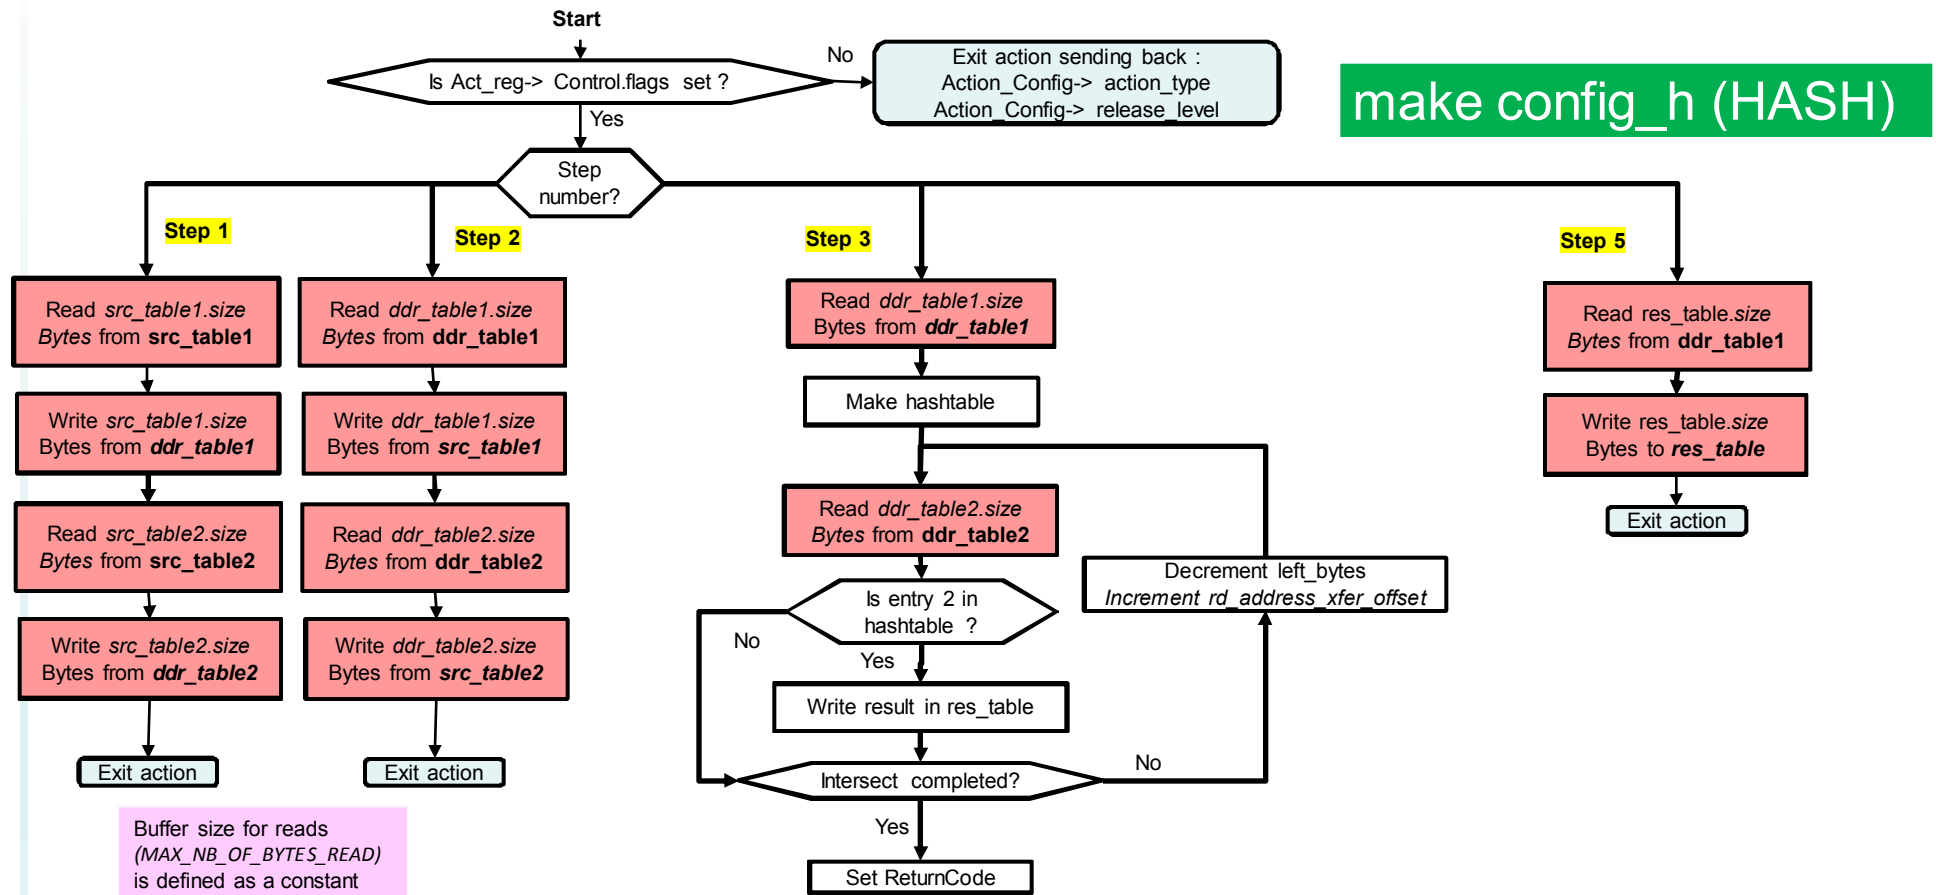 Start
Is Act_reg-> Control.flags set ?
No
Exit action sending back :
Action_Config-> action_type
Action_Config-> release_level
make config_h (HASH)
Yes
Step
number?
Step 1
Step 2
Step 3
Step 5
Read src_table1.size
Bytes from src_table1
Write src_table1.size
Bytes from ddr_table1
Read src_table2.size
Bytes from src_table2
Write src_table2.size
Bytes from ddr_table2
Exit action
Read ddr_table1.size
Bytes from ddr_table1
Write ddr_table1.size
Bytes from src_table1
Read ddr_table2.size
Bytes from ddr_table2
Write ddr_table2.size
Bytes from src_table2
Exit action
Read ddr_table1.size
Bytes from ddr_table1
Make hashtable
Read ddr_table2.size
Bytes from ddr_table2
Is entry 2 in
hashtable ?
No
Yes
Write result in res_table
Intersect completed?
No
Decrement left_bytes
Increment rd_address_xfer_offset
Yes
Set ReturnCode
Read res_table.size
Bytes from ddr_table1
Write res_table.size
Bytes to res_table
Exit action
Buffer size for reads
(MAX_NB_OF_BYTES_READ)
is defined as a constant